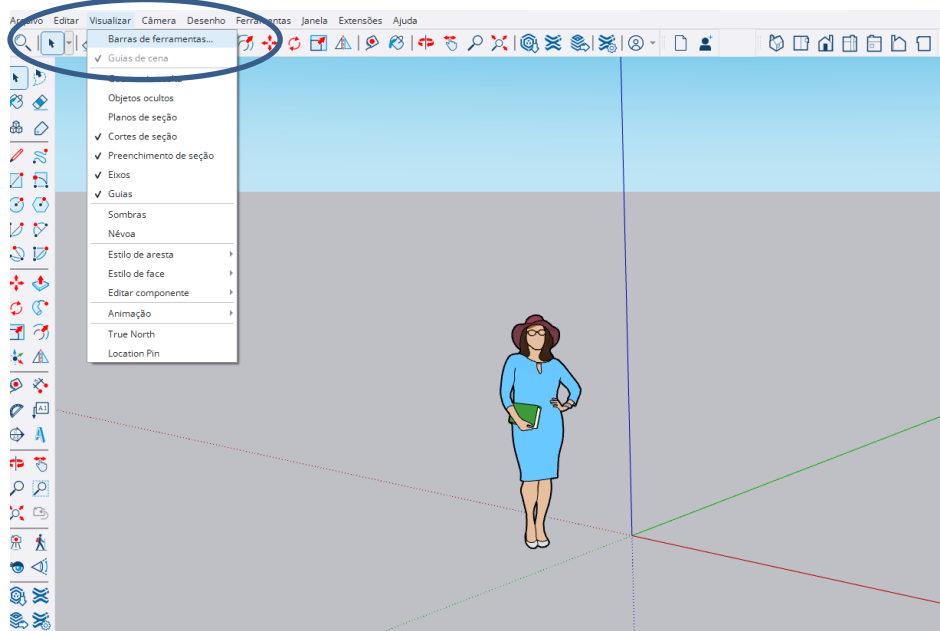 Arquivo Editar Visualizar Câmera Desenho Ferramentas Janela Extensões Ajuda
Barras de ferramentas...
Guias de cena
Objetos ocultos
Planos de seção
Cortes de seção
Preenchimento de seção
Eixos
Guias
Sombras
Névoa
Estilo de aresta
Estilo de face
Editar componente
Animação
True North
Location Pin
A1